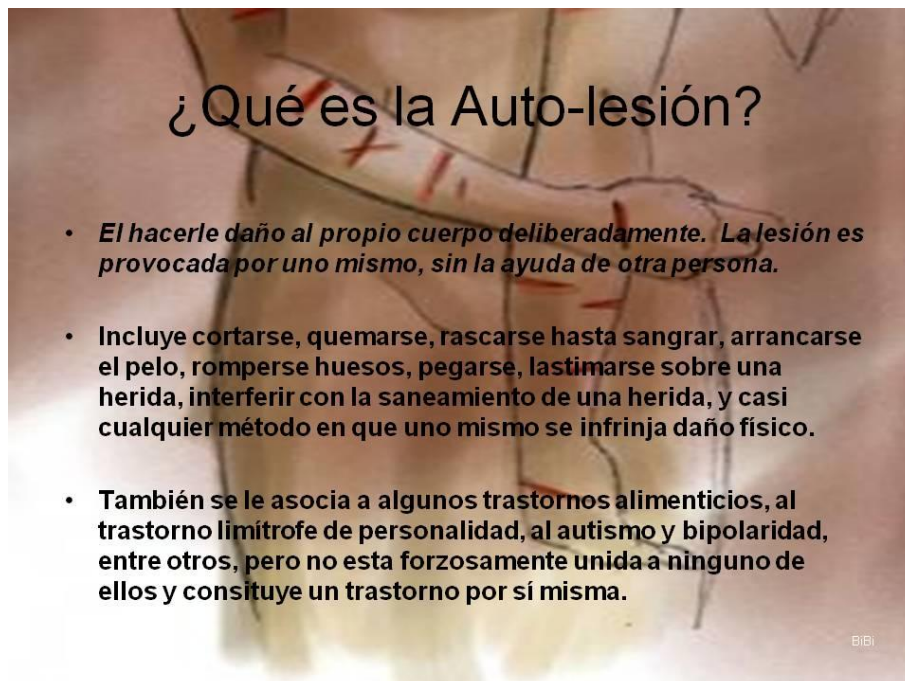 ¿Qué es la Auto-lesión?
• El hacerle daño al propio cuerpo deliberadamente. La lesión es
provocada por uno mismo, sin la ayuda de otra persona.
• Incluye cortarse, quemarse, rascarse hasta sangrar, arrancarse
el pelo, romperse huesos, pegarse, lastimarse sobre una
herida, interferir con la saneamiento de una herida, y casi
cualquier método en que uno mismo se infrinja daño físico.
• También se le asocia a algunos trastornos alimenticios, al
trastorno limítrofe de personalidad, al autismo y bipolaridad,
entre otros, pero no esta forzosamente unida a ninguno de
ellos y consituye un trastorno por sí misma.
BiBi